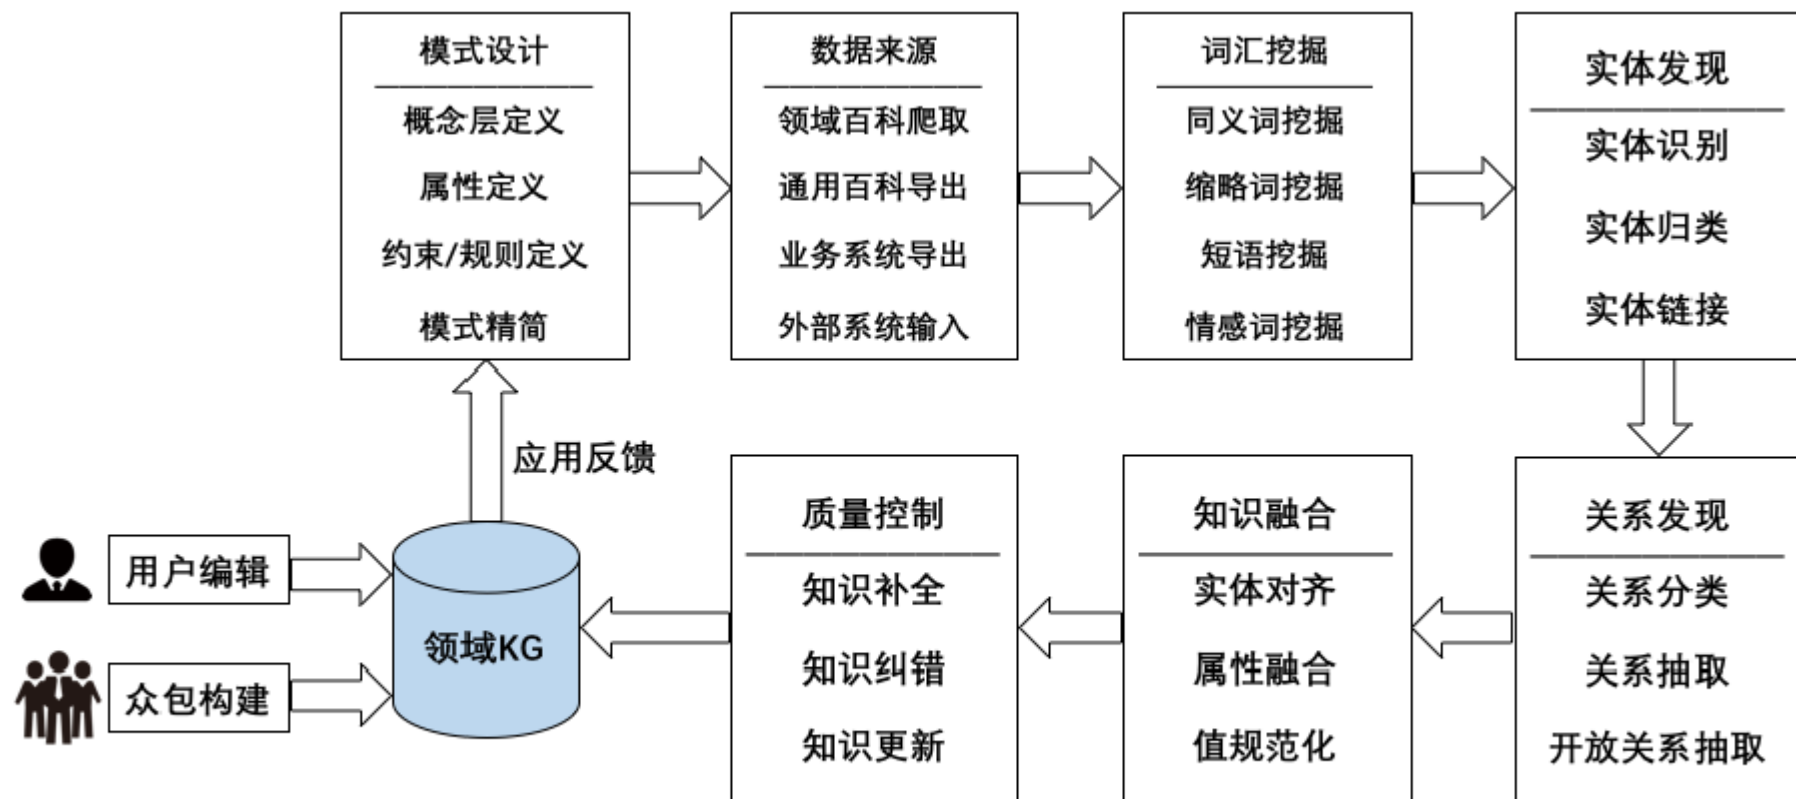 模式设计
概念层定义
属性定义
约束/规则定义
模式精简
数据来源
领域百科爬取
通用百科导出
业务系统导出
外部系统输入
词汇挖掘
同义词挖掘
缩略词挖掘
短语挖掘
情感词挖掘
实体发现
实体识别
实体归类
实体链接
关系发现
关系分类
关系抽取
开放关系抽取
知识融合
实体对齐
属性融合
值规范化
质量控制
知识补全
知识纠错
知识更新
领域KG
应用反馈
用户编辑
众包构建